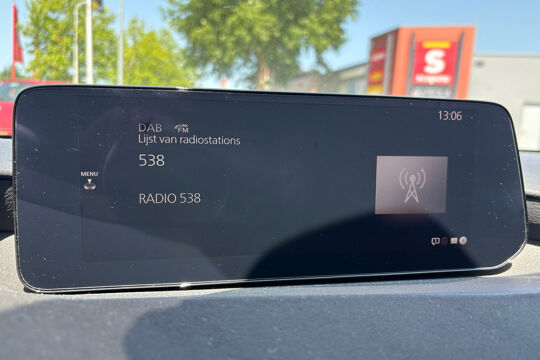 13:06
DAB FM
Lijst van radiostations
538
MENU
RADIO 538